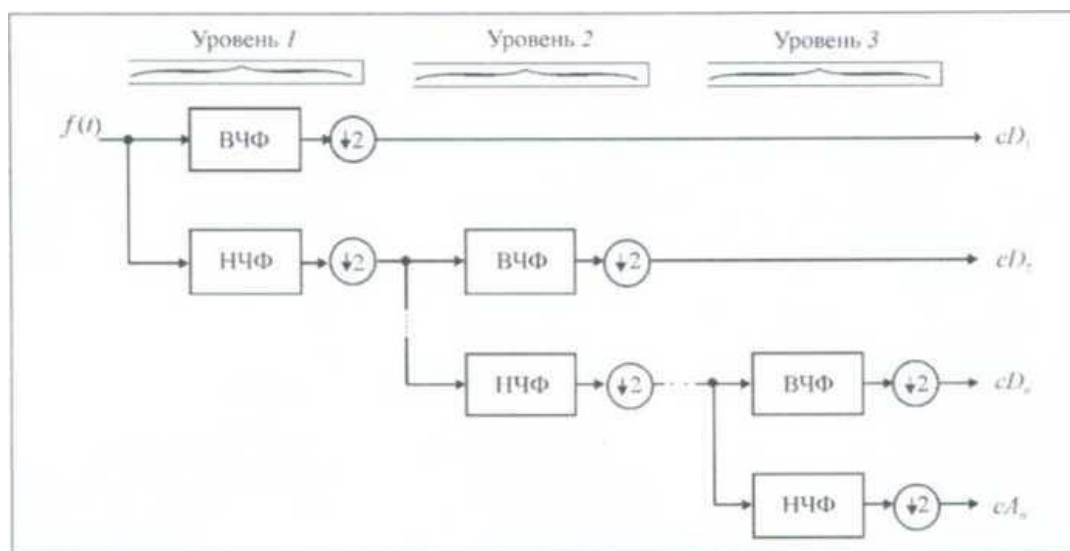 Уровень 1
Уровень 2
Уровень 3
f(t)
ВЧФ
↓2
cD₁
НЧФ
↓2
ВЧФ
↓2
cD₂
НЧФ
↓2
ВЧФ
↓2
cDₙ
НЧФ
↓2
cAₙ